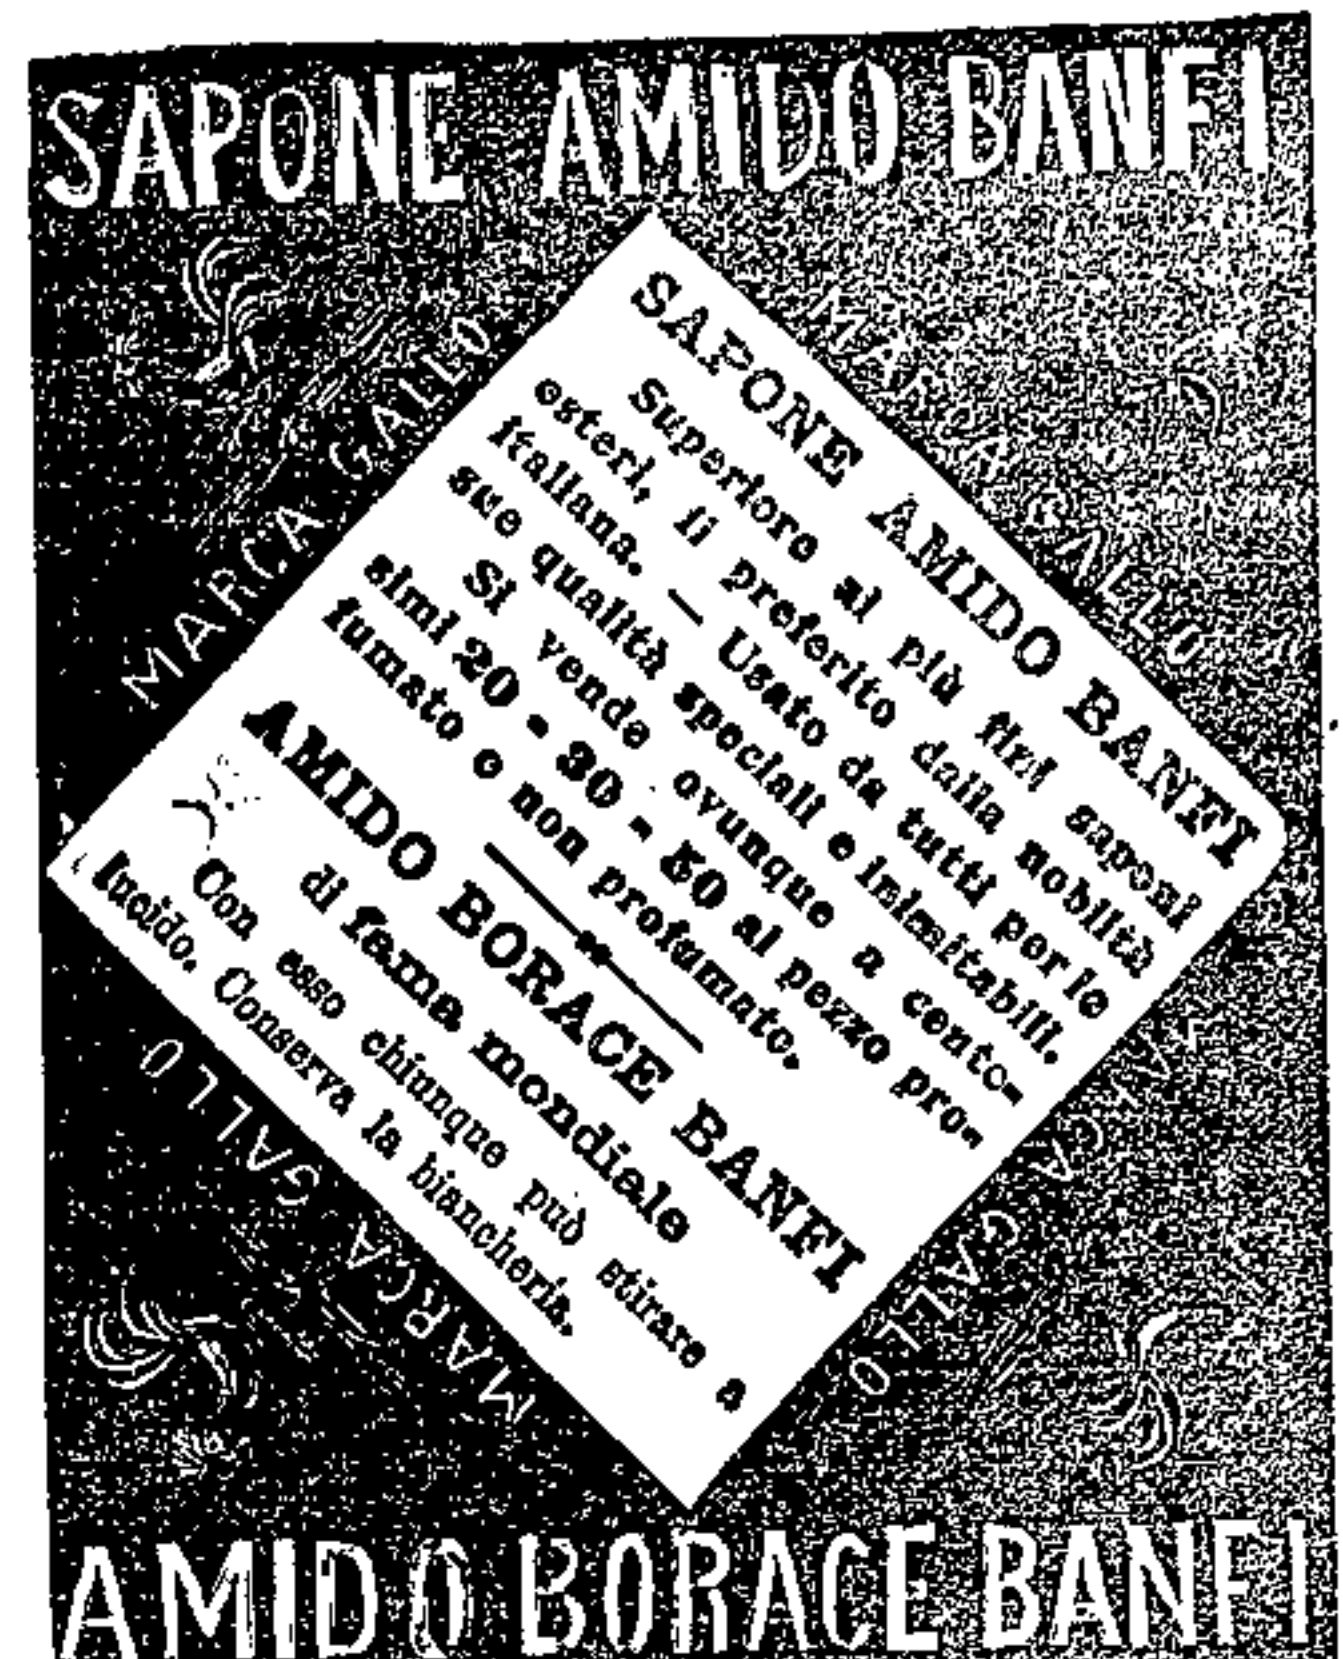 SAPONE AMIDO BANFI
MARCA GALLO
MARCA GALLO
SAPONE AMIDO BANFI
Superiore ai più fini saponi
esteri, il preferito dalla nobiltà
italiana. — Usato da tutti per le
sue qualità speciali e inimitabili.
Si vende ovunque a cente-
simi 20 - 30 - 50 al pezzo pro-
fumato e non profumato.
AMIDO BORACE BANFI
di fama mondiale
Con esso chiunque può stirare a
lucido. Conserva la biancheria.
MARCA GALLO
MARCA GALLO
AMIDO BORACE BANFI